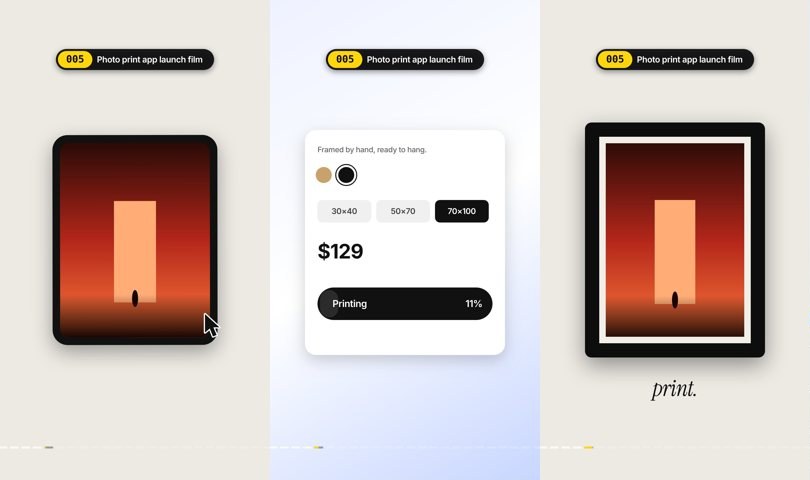 005 Photo print app launch film
005 Photo print app launch film
Framed by hand, ready to hang.
30×40 50×70 70×100
$129
Printing 11%
005 Photo print app launch film
print.